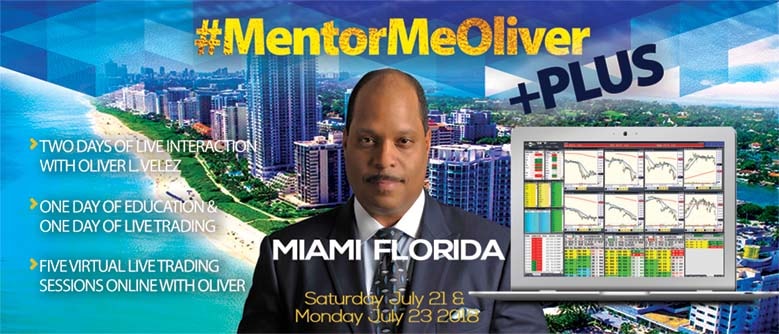 #MentorMeOliver
+PLUS
TWO DAYS OF LIVE INTERACTION
WITH OLIVER L. VELEZ
ONE DAY OF EDUCATION &
ONE DAY OF LIVE TRADING
FIVE VIRTUAL LIVE TRADING
SESSIONS ONLINE WITH OLIVER
MIAMI FLORIDA
Saturday July 21 &
Monday July 23 2018